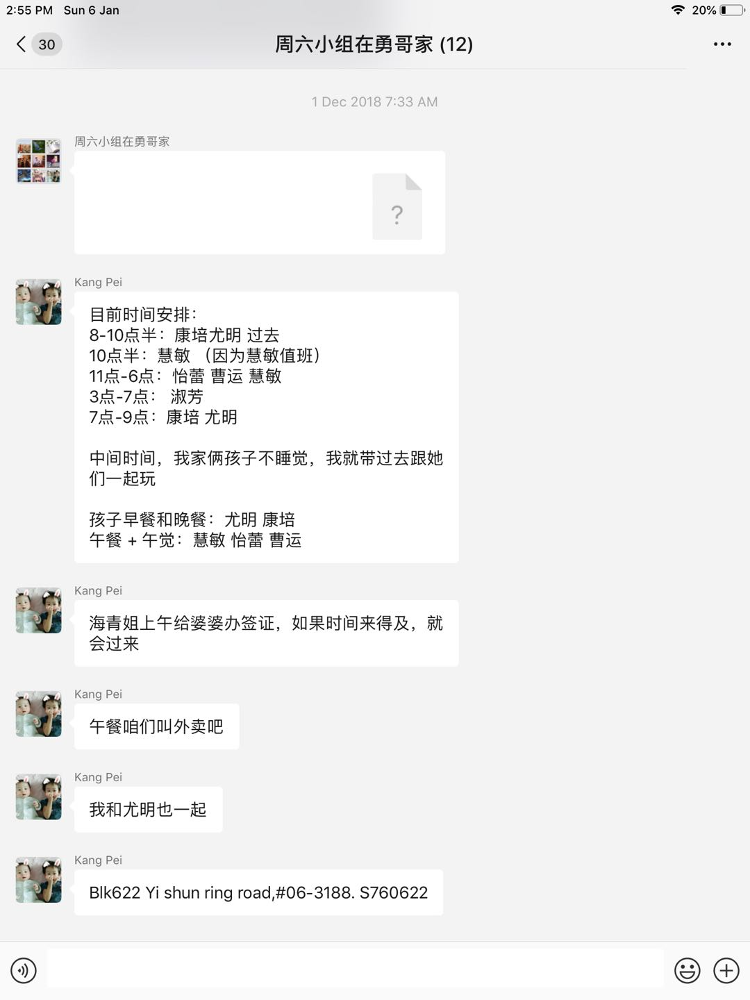 2:55 PM Sun 6 Jan 20%
30 周六小组在勇哥家 (12)
1 Dec 2018 7:33 AM
周六小组在勇哥家
?
Kang Pei
目前时间安排：
8-10点半：康培尤明 过去
10点半：慧敏 （因为慧敏值班）
11点-6点：怡蕾 曹运 慧敏
3点-7点： 淑芳
7点-9点：康培 尤明
中间时间，我家俩孩子不睡觉，我就带过去跟她
们一起玩
孩子早餐和晚餐：尤明 康培
午餐 + 午觉：慧敏 怡蕾 曹运
Kang Pei
海青姐上午给婆婆办签证，如果时间来得及，就
会过来
Kang Pei
午餐咱们叫外卖吧
Kang Pei
我和尤明也一起
Kang Pei
Blk622 Yi shun ring road,#06-3188. S760622